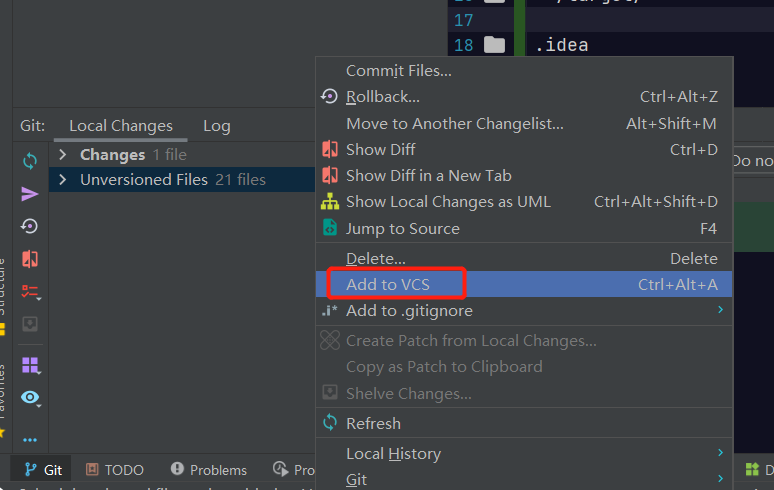 17
18 .idea
Git: Local Changes Log
Changes 1 file
Unversioned Files 21 files
Commit Files...
Rollback... Ctrl+Alt+Z
Move to Another Changelist... Alt+Shift+M
Show Diff Ctrl+D
Show Diff in a New Tab
Show Local Changes as UML Ctrl+Alt+Shift+D
Jump to Source F4
Delete... Delete
Add to VCS Ctrl+Alt+A
.i* Add to .gitignore
Create Patch from Local Changes...
Copy as Patch to Clipboard
Shelve Changes...
Refresh
Local History
Git
Do no
Structure
Favorites
Git TODO Problems Pro D